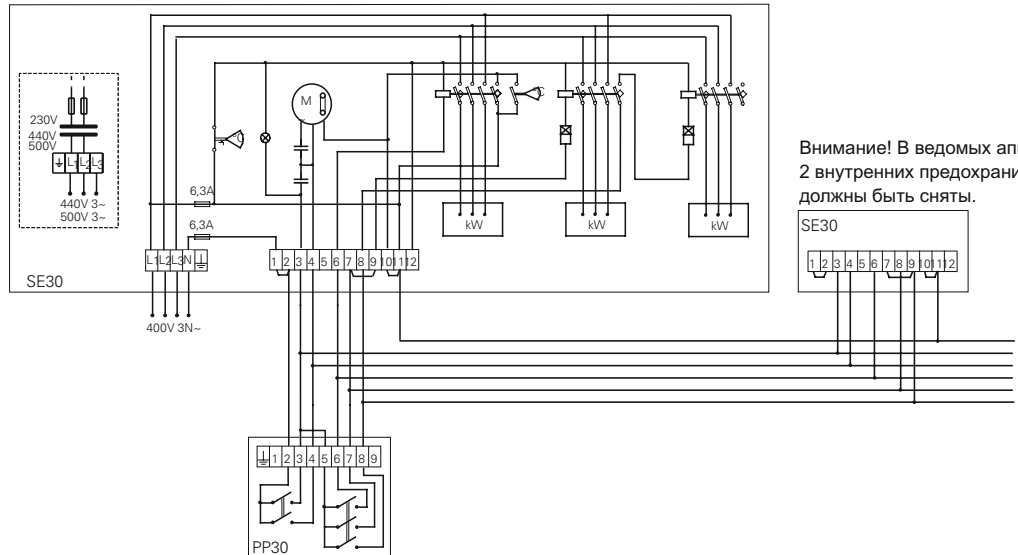 230V
440V
500V
L1 L2 L3
440V 3~
500V 3~
M
6,3A
6,3A
kW
kW
kW
L1 L2 L3 N
1 2 3 4 5 6 7 8 9 10 11 12
SE30
400V 3N~
Внимание! В ведомых
2 внутренних
должны быть сняты.
SE30
1 2 3 4 5 6 7 8 9 10 11 12
1 2 3 4 5 6 7 8 9
PP30